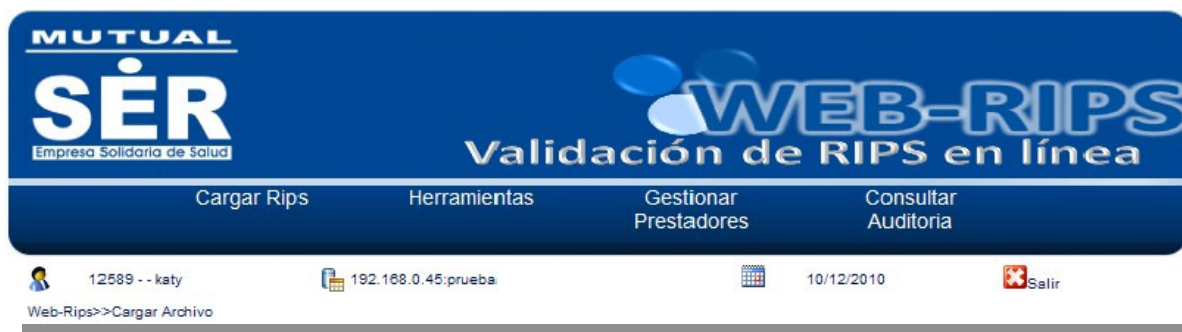 MUTUAL
SER
Empresa Solidaria de Salud
WEB-RIPS
Validación de RIPS en línea
Cargar Rips Herramientas Gestionar Prestadores Consultar Auditoria
12589 - - katy 192.168.0.45:prueba 10/12/2010 Salir
Web-Rips>>Cargar Archivo